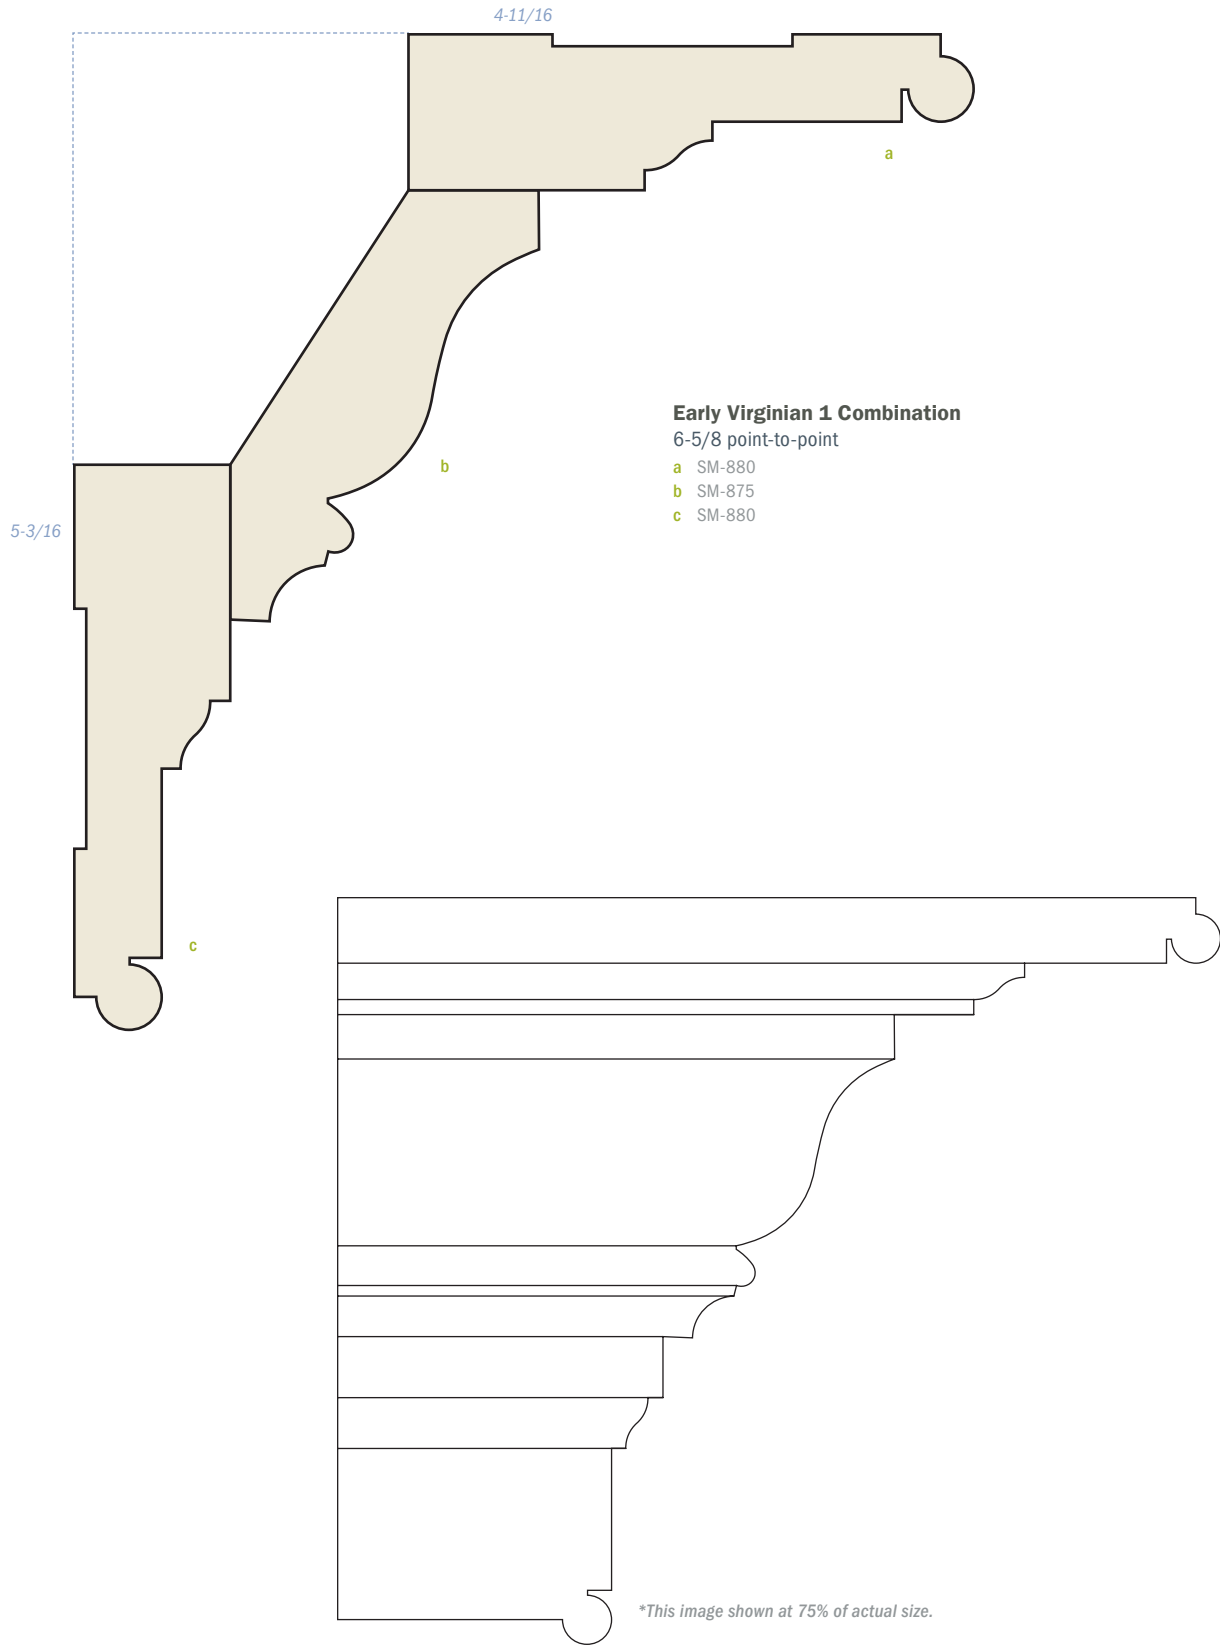 4-11/16
a
Early Virginian 1 Combination
6-5/8 point-to-point
a SM-880
b SM-875
c SM-880
b
5-3/16
c
*This image shown at 75% of actual size.